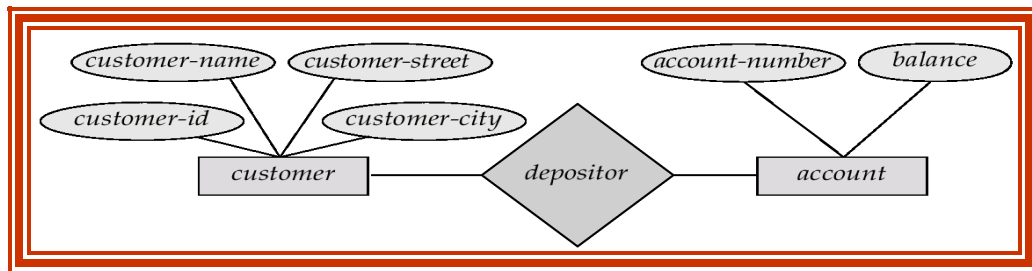 customer-name customer-street account-number balance
customer-id customer-city
customer depositor account